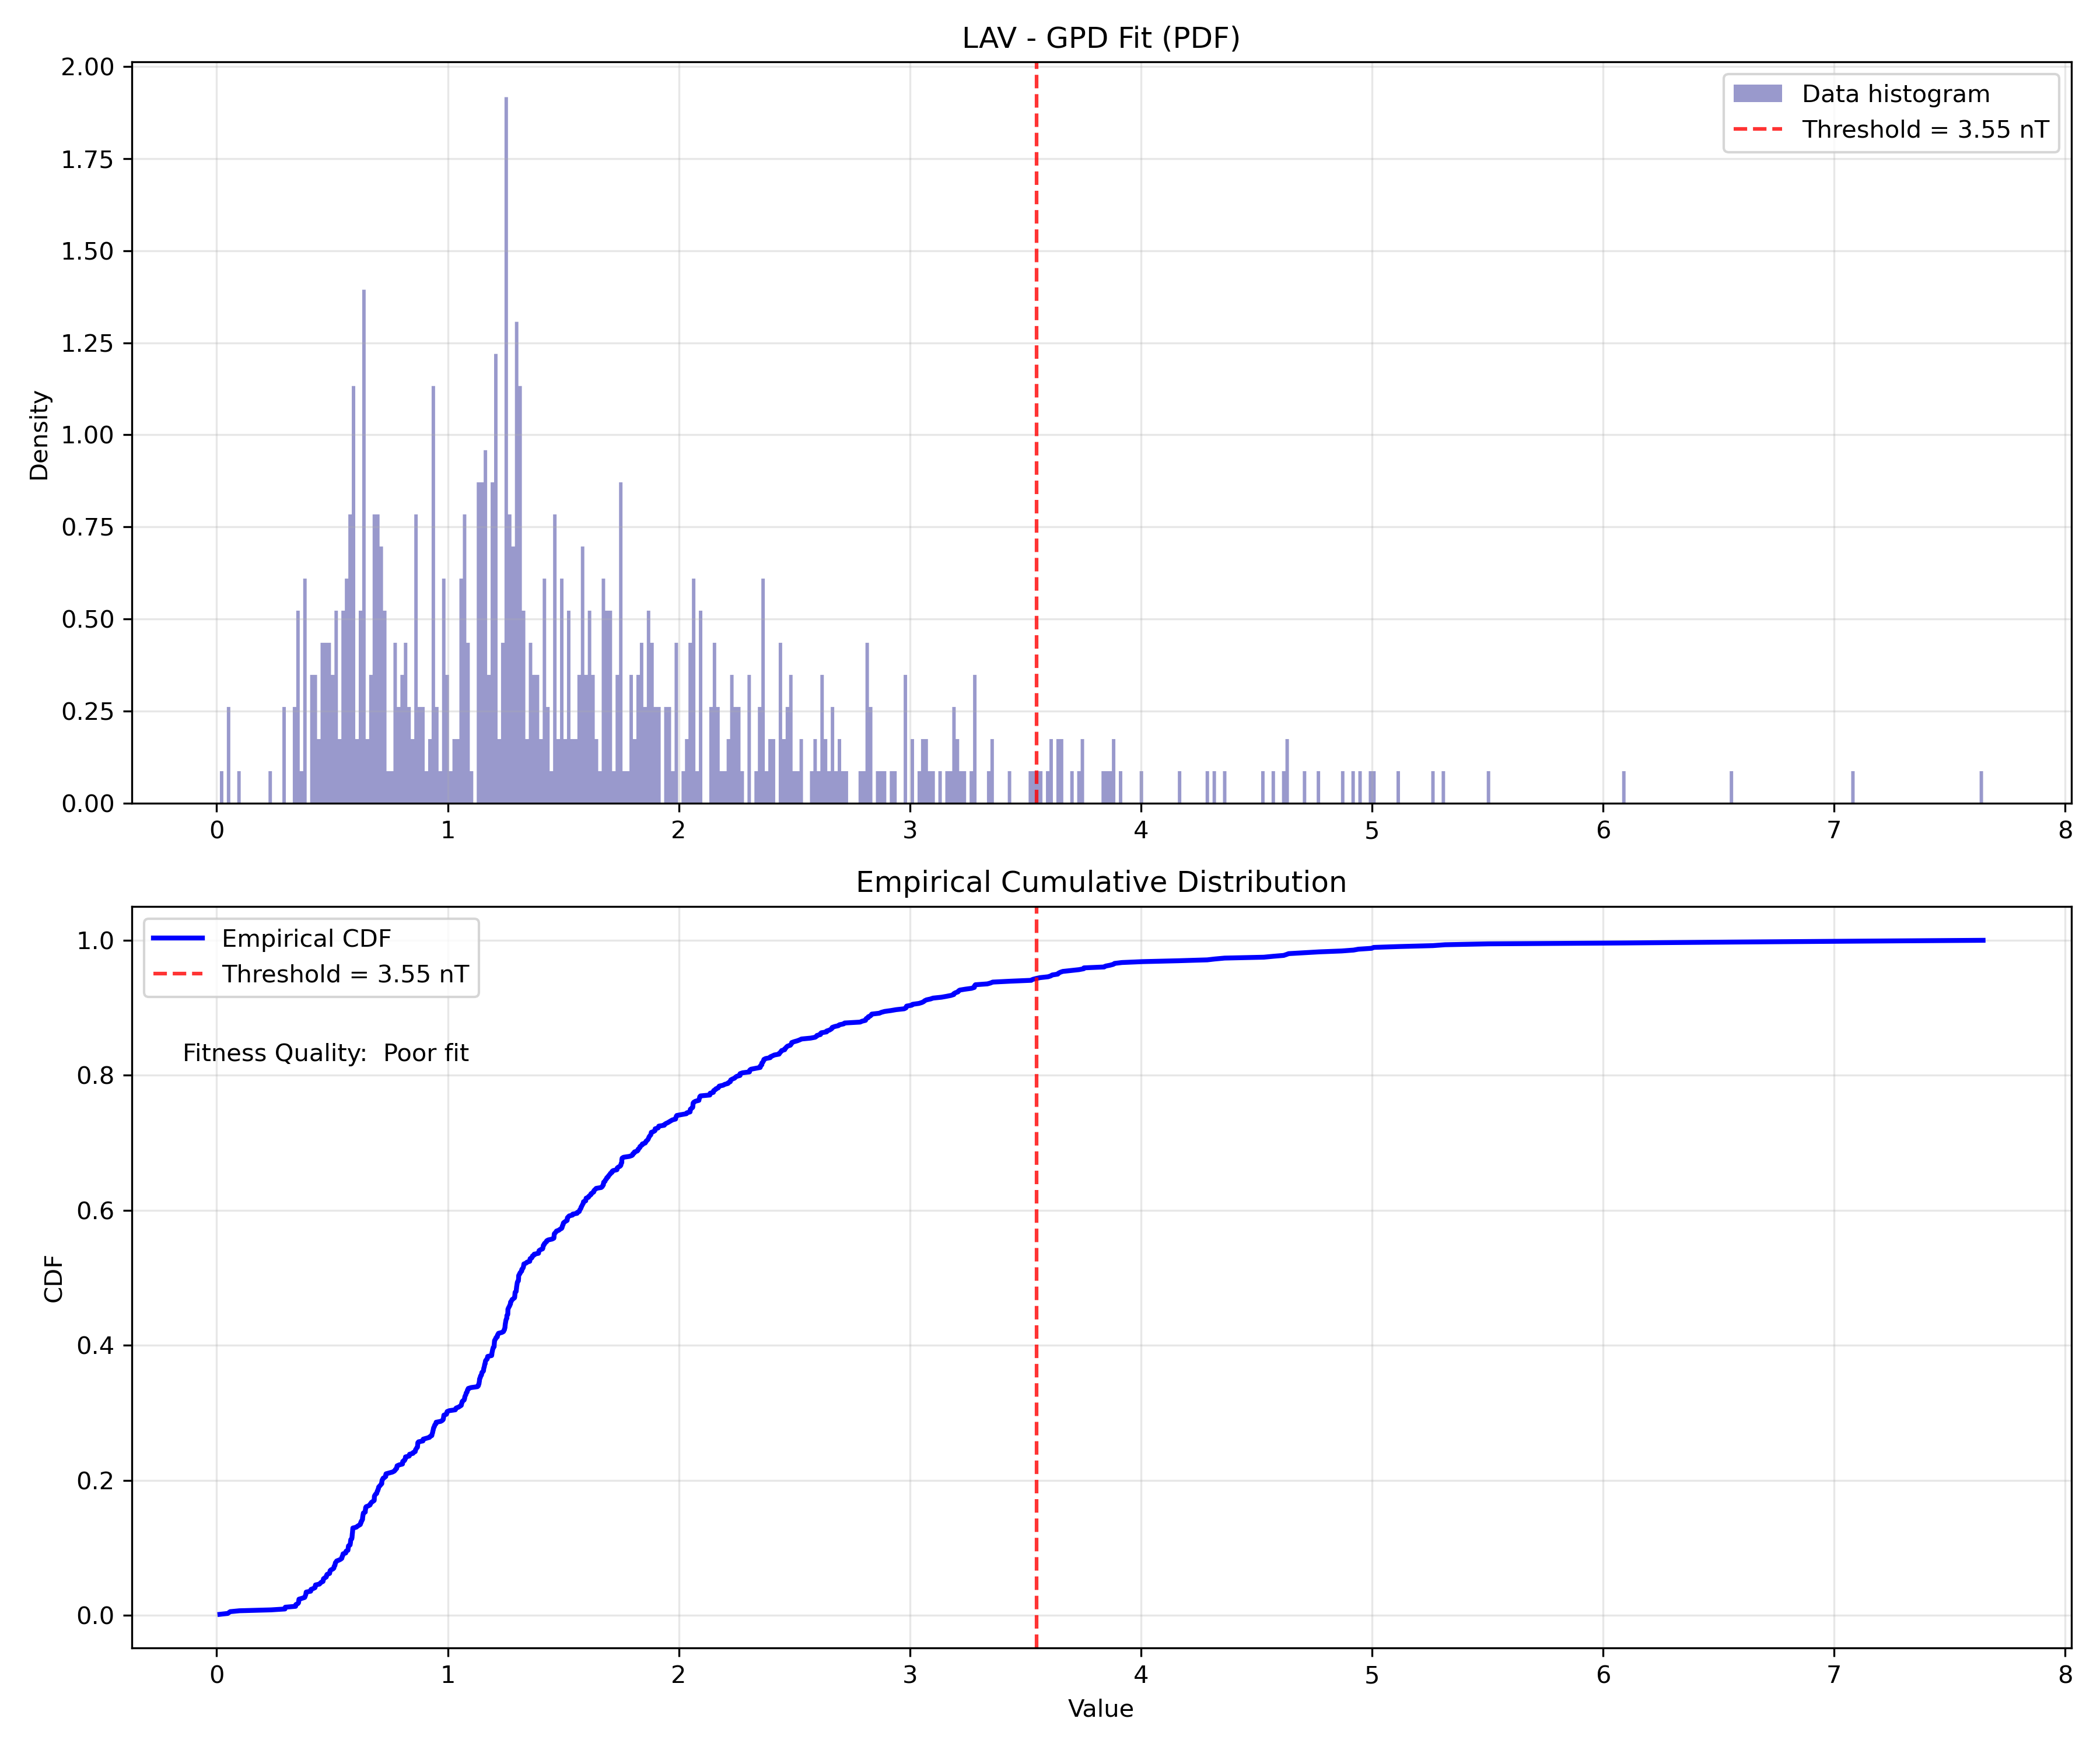 LAV - GPD Fit (PDF)
2.00
1.75
1.50
1.25
1.00
0.75
0.50
0.25
0.00
Density
Data histogram
Threshold = 3.55 nT
0 1 2 3 4 5 6 7 8
Empirical Cumulative Distribution
1.0
0.8
0.6
0.4
0.2
0.0
CDF
Empirical CDF
Threshold = 3.55 nT
Fitness Quality:  Poor fit
0 1 2 3 4 5 6 7 8
Value